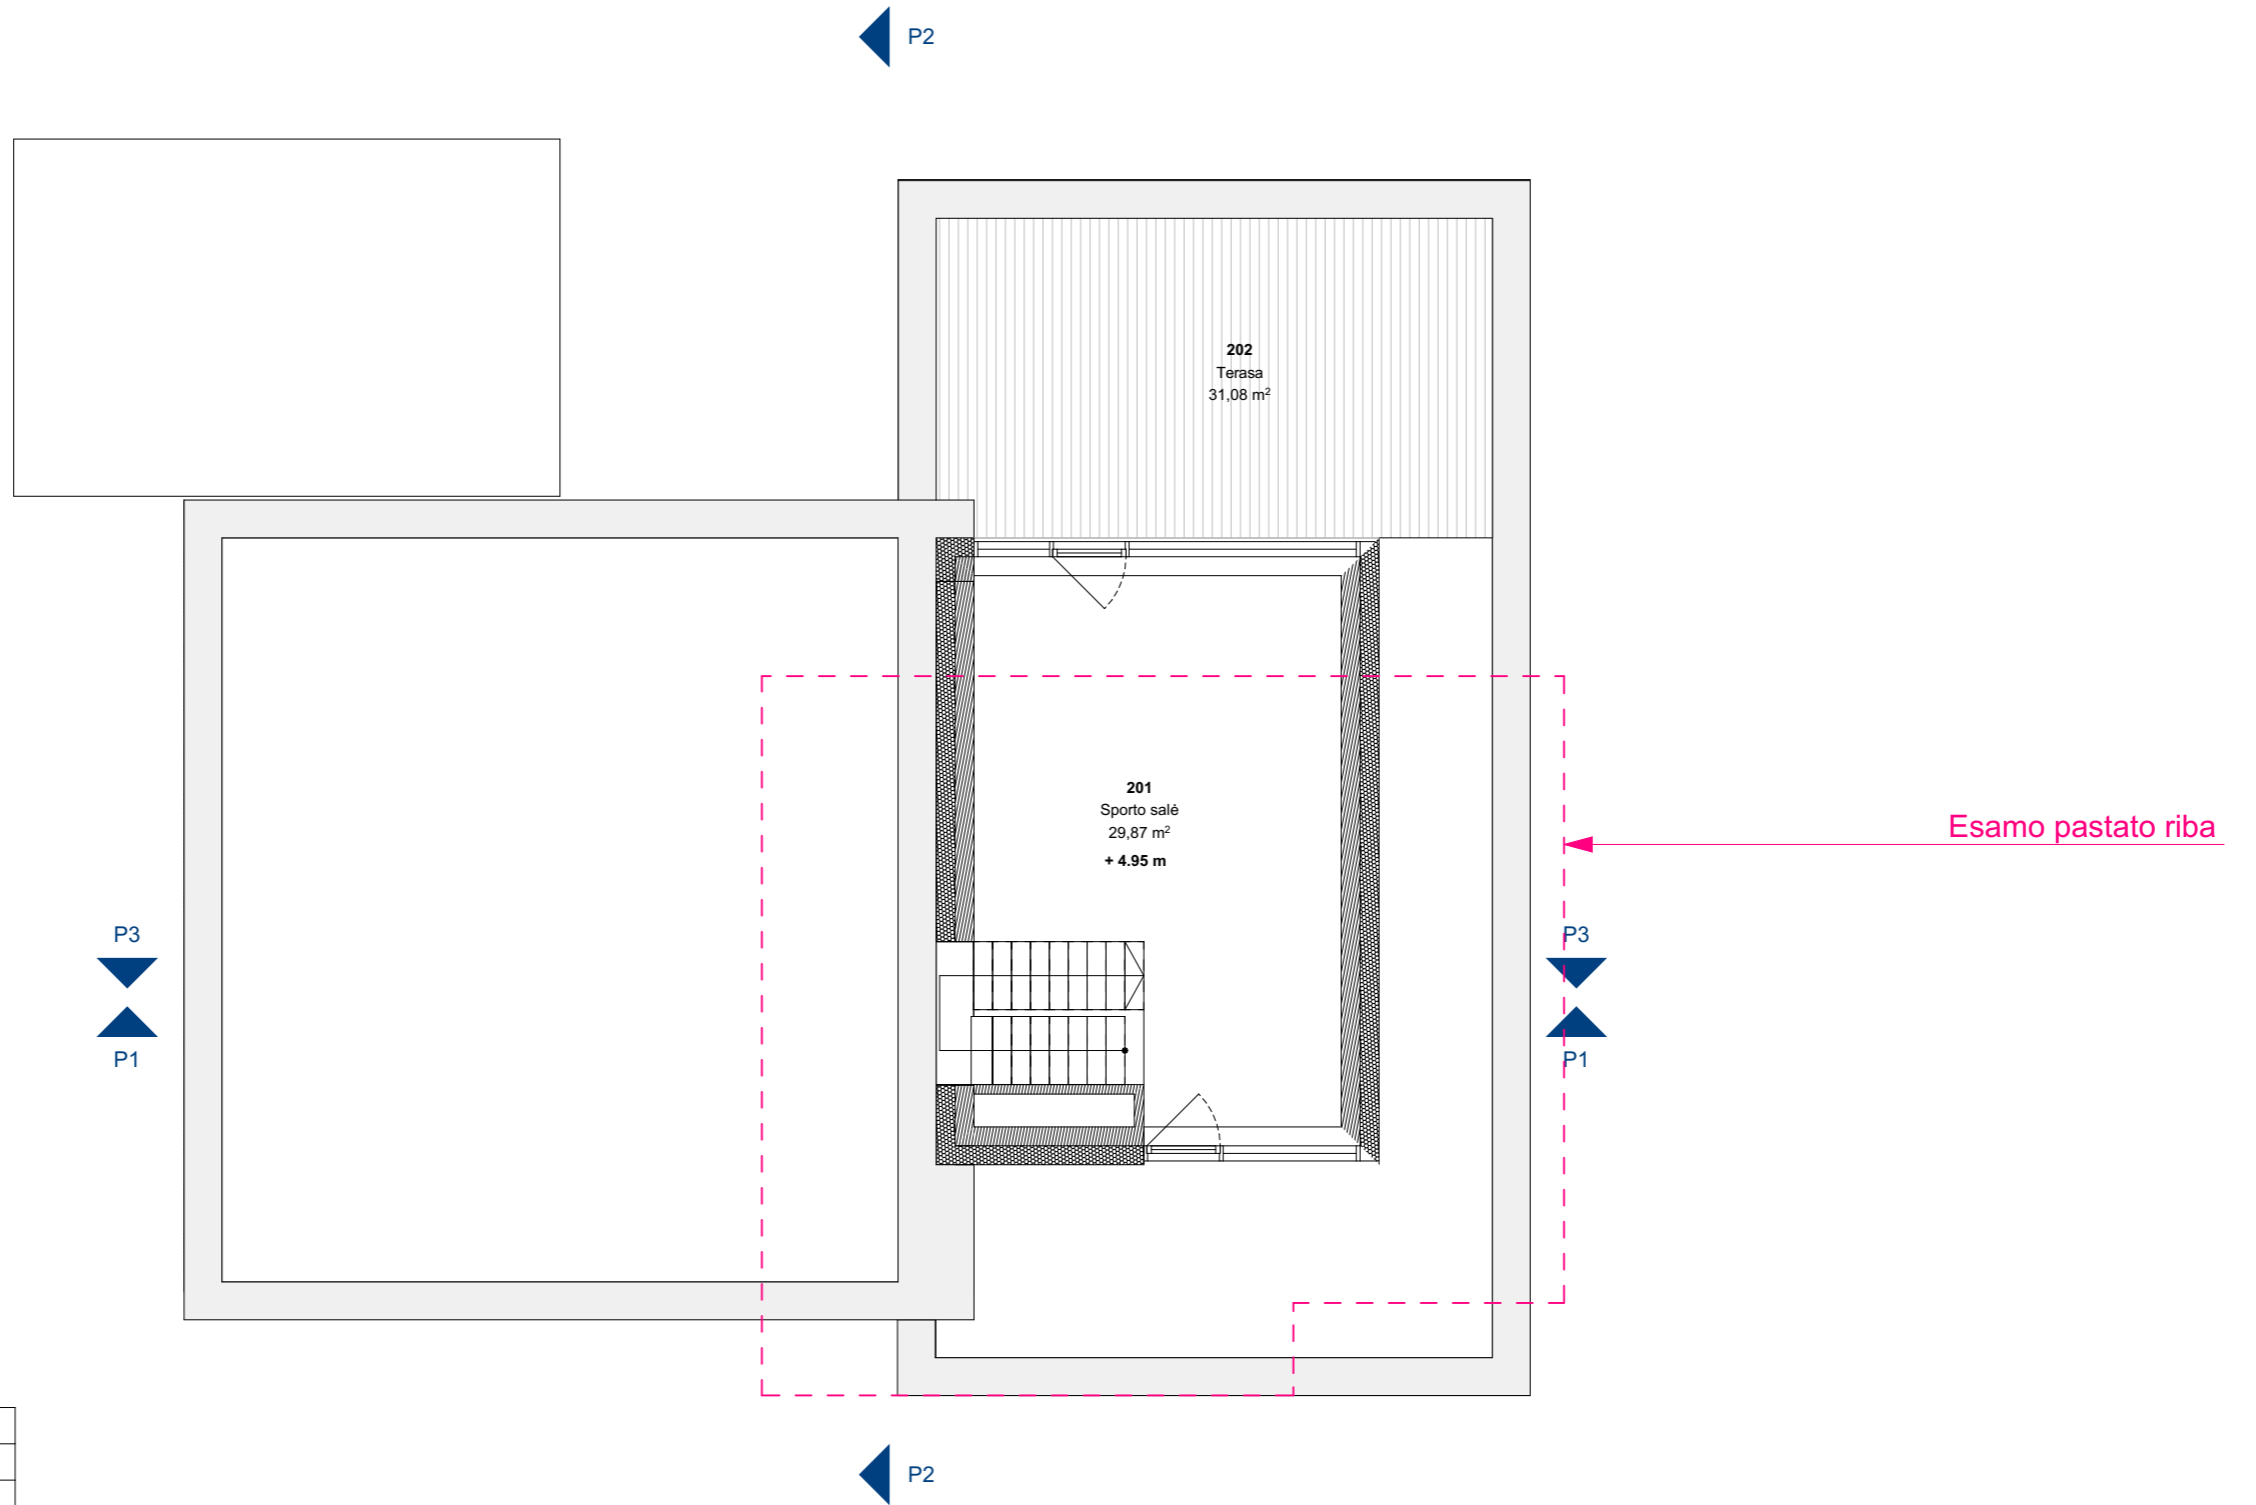 P2
202
Terasa
31,08 m²
201
Sporto salė
29,87 m²
+ 4.95 m
Esamo pastato riba
P3
P1
P3
P1
P2